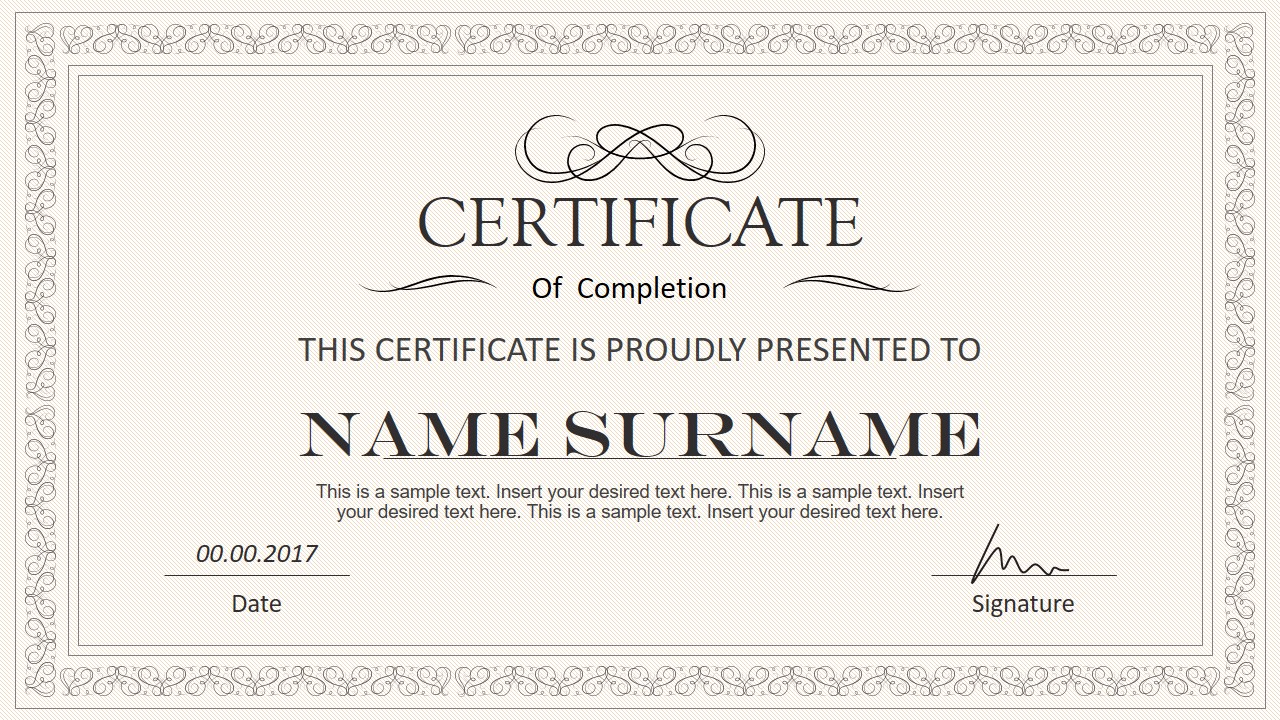 CERTIFICATE
Of Completion
THIS CERTIFICATE IS PROUDLY PRESENTED TO
NAME SURNAME
This is a sample text. Insert your desired text here. This is a sample text. Insert
your desired text here. This is a sample text. Insert your desired text here.
00.00.2017
Date
Signature